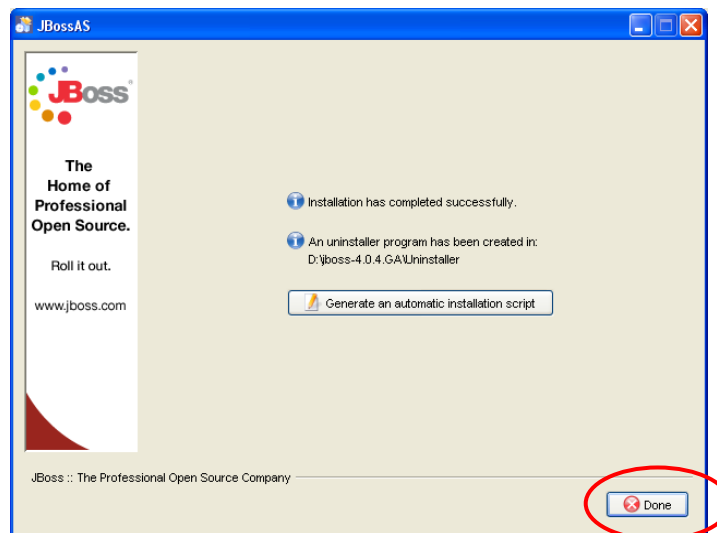 JBossAS
JBoss®
The
Home of
Professional
Open Source.
Roll it out.
www.jboss.com
Installation has completed successfully.
An uninstaller program has been created in:
D:\jboss-4.0.4.GA\Uninstaller
Generate an automatic installation script
JBoss :: The Professional Open Source Company
Done